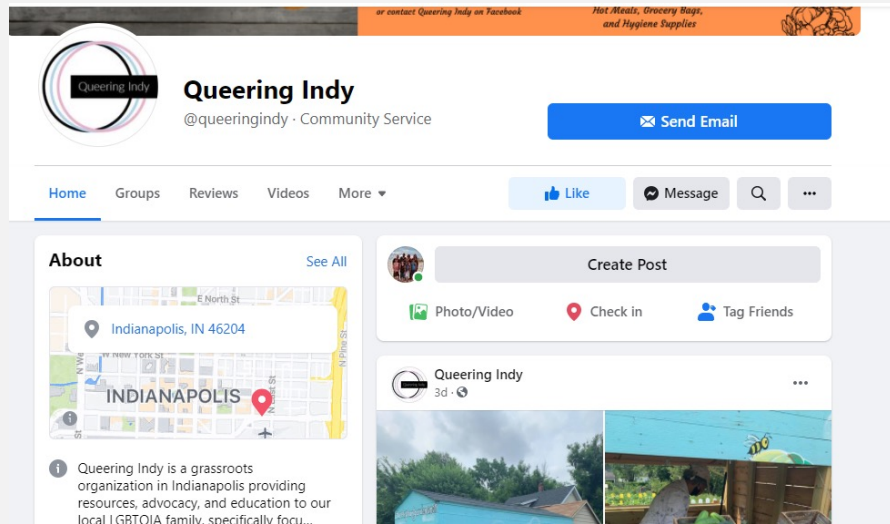 or contact Queering Indy on Facebook
Hot Meals, Grocery Bags,
and Hygiene Supplies
Queering Indy
Queering Indy
@queeringindy · Community Service
Send Email
Home
Groups
Reviews
Videos
More
Like
Message
About
See All
E North St
Indianapolis, IN 46204
W New York St
N Pine St
INDIANAPOLIS
N East St
Queering Indy is a grassroots
organization in Indianapolis providing
resources, advocacy, and education to our
local LGBTQIA family, specifically focu...
Create Post
Photo/Video
Check in
Tag Friends
Queering Indy
3d ·